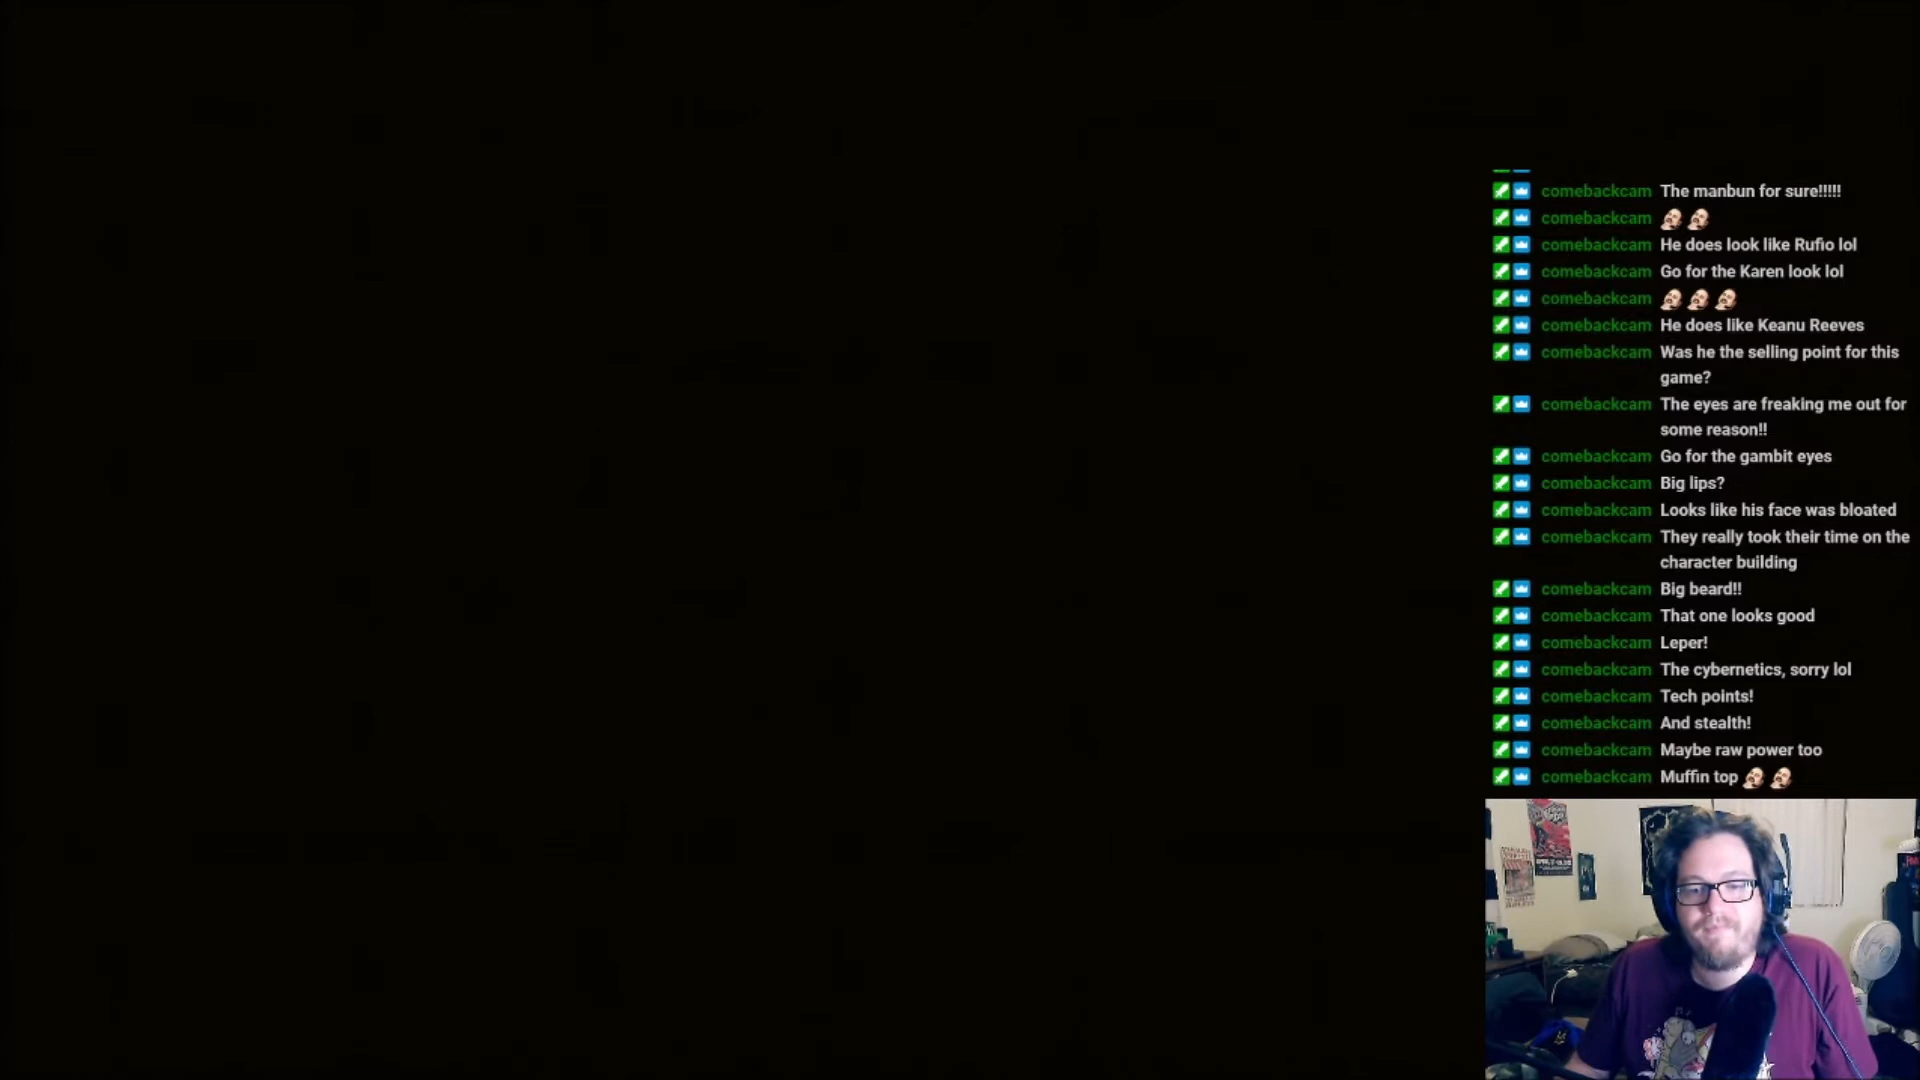 comebackcam The manbun for sure!!!!!
comebackcam
comebackcam He does look like Rufio lol
comebackcam Go for the Karen look lol
comebackcam
comebackcam He does like Keanu Reeves
comebackcam Was he the selling point for this
game?
comebackcam The eyes are freaking me out for
some reason!!
comebackcam Go for the gambit eyes
comebackcam Big lips?
comebackcam Looks like his face was bloated
comebackcam They really took their time on the
character building
comebackcam Big beard!!
comebackcam That one looks good
comebackcam Leper!
comebackcam The cybernetics, sorry lol
comebackcam Tech points!
comebackcam And stealth!
comebackcam Maybe raw power too
comebackcam Muffin top